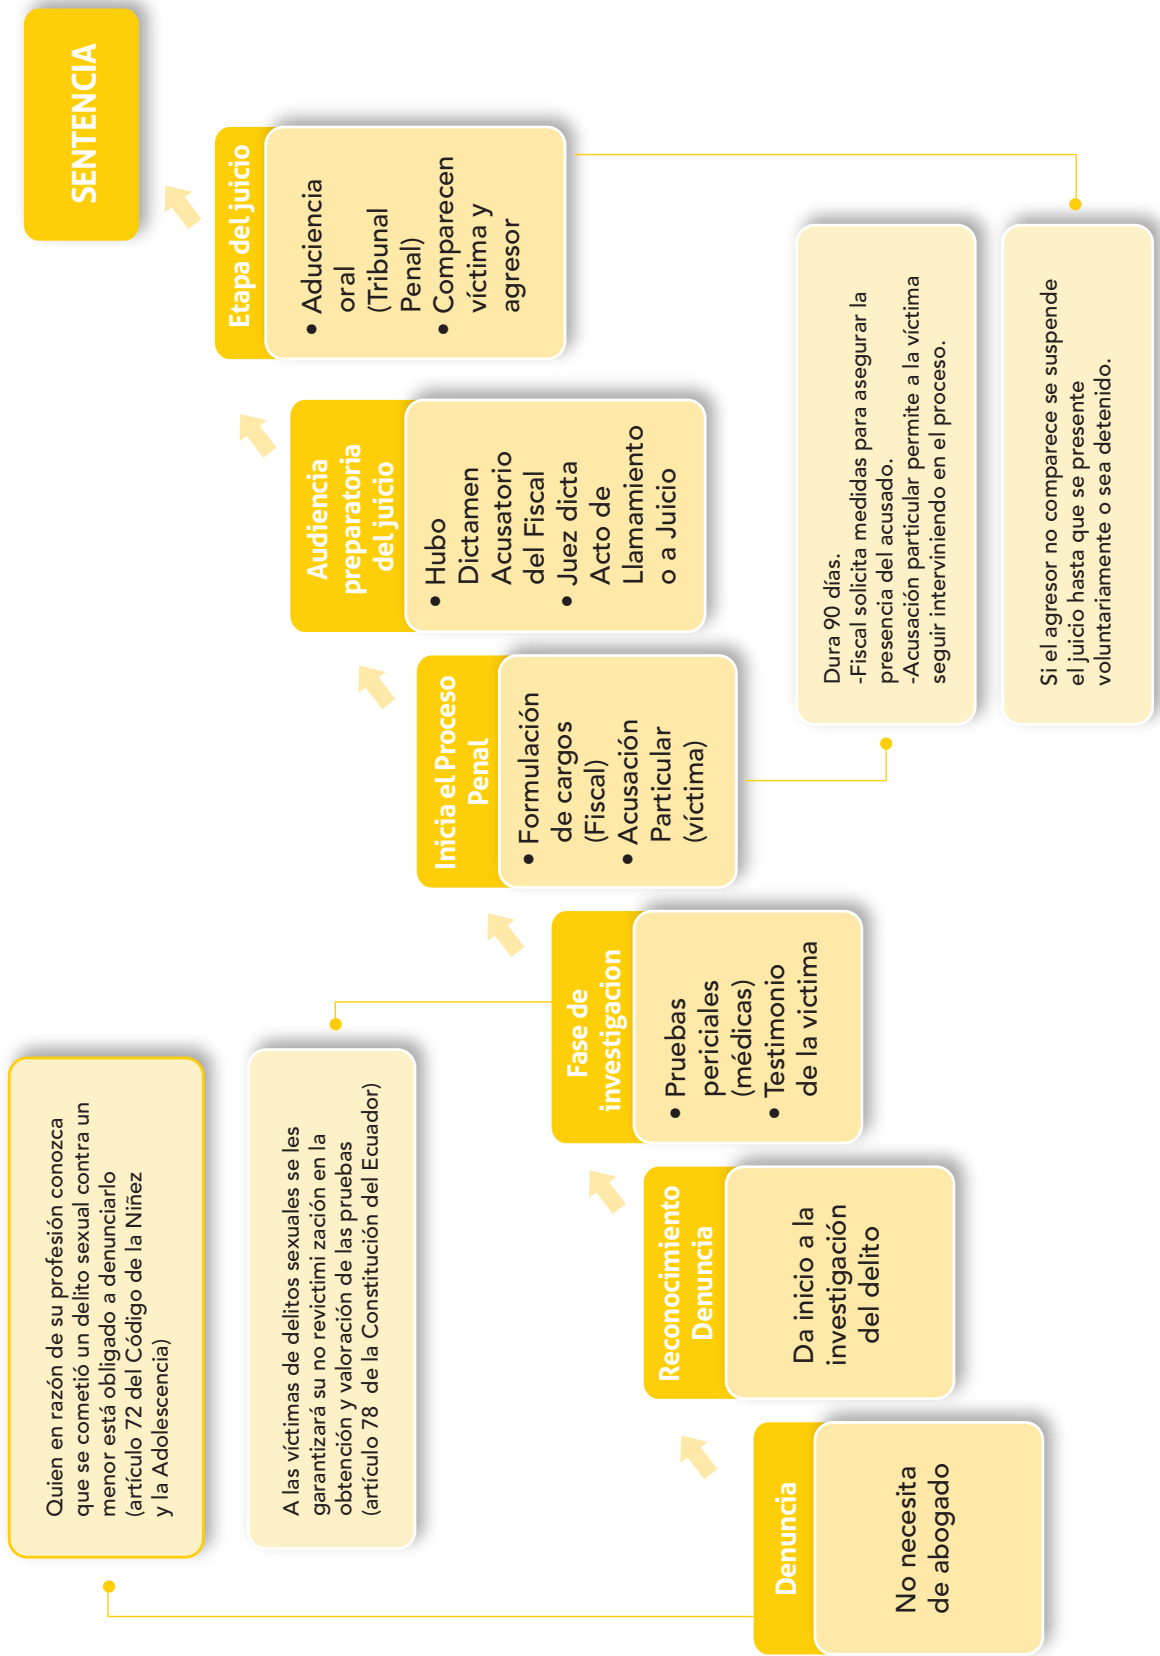 Quien en razón de su profesión conozca
que se cometió un delito sexual contra un
menor está obligado a denunciarlo
(artículo 72 del Código de la Niñez
y la Adolescencia)
A las víctimas de delitos sexuales se les
garantizará su no revictimi zación en la
obtención y valoración de las pruebas
(artículo 78 de la Constitución del Ecuador)
Denuncia
No necesita
de abogado
Reconocimiento
Denuncia
Da inicio a la
investigación
del delito
Fase de
investigacion
• Pruebas
periciales
(médicas)
• Testimonio
de la victima
Inicia el Proceso
Penal
• Formulación
de cargos
(Fiscal)
• Acusación
Particular
(víctima)
Audiencia
preparatoria
del juicio
• Hubo
Dictamen
Acusatorio
del Fiscal
• Juez dicta
Acto de
Llamamiento
o a Juicio
Etapa del juicio
• Aduciencia
oral
(Tribunal
Penal)
• Comparecen
víctima y
agresor
SENTENCIA
Dura 90 días.
-Fiscal solicita medidas para asegurar la
presencia del acusado.
-Acusación particular permite a la víctima
seguir interviniendo en el proceso.
Si el agresor no comparece se suspende
el juicio hasta que se presente
voluntariamente o sea detenido.